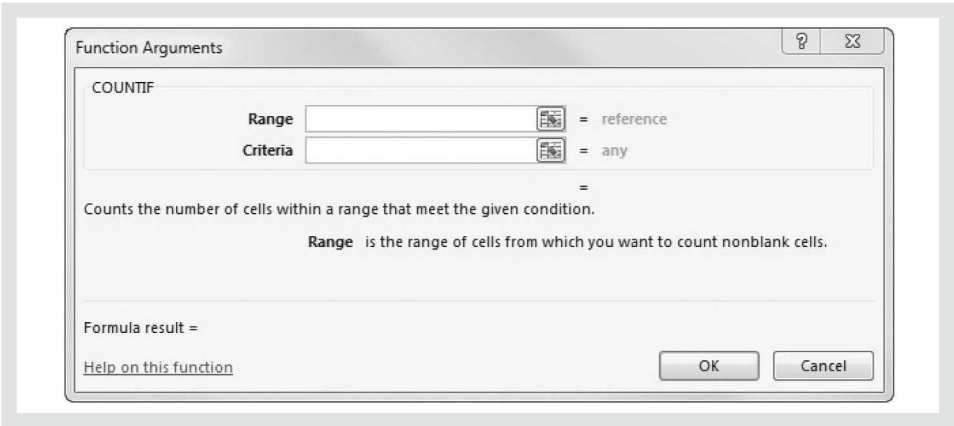 Function Arguments ?
COUNTIF
Range = reference
Criteria = any
=
Counts the number of cells within a range that meet the given condition.
Range is the range of cells from which you want to count nonblank cells.
Formula result =
Help on this function OK Cancel